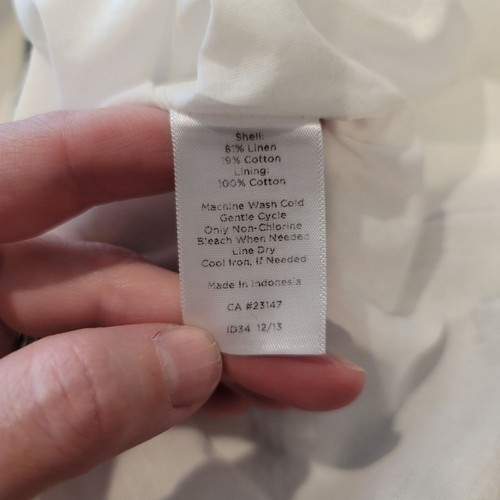 Shell:
81% Linen
19% Cotton
Lining:
100% Cotton
Machine Wash Cold
Gentle Cycle
Only Non-Chlorine
Bleach When Needed
Line Dry
Cool Iron, If Needed
Made In Indonesia
CA #23147
ID34 12/13